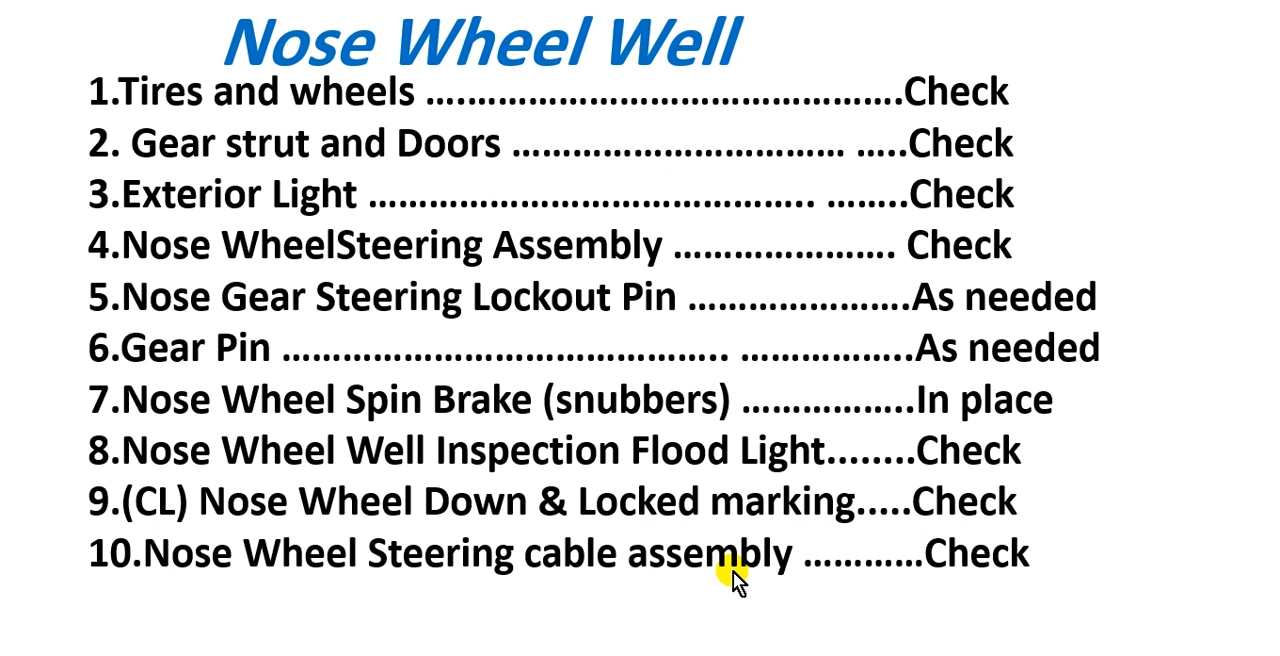 Nose Wheel Well
1.Tires and wheels ……………………………………….Check
2. Gear strut and Doors …………………………… …..Check
3.Exterior Light …………………………………….. ……..Check
4.Nose WheelSteering Assembly …………………. Check
5.Nose Gear Steering Lockout Pin ………………….As needed
6.Gear Pin …………………………………….. ……………..As needed
7.Nose Wheel Spin Brake (snubbers) ……………..In place
8.Nose Wheel Well Inspection Flood Light........Check
9.(CL) Nose Wheel Down & Locked marking.....Check
10.Nose Wheel Steering cable assembly …………Check